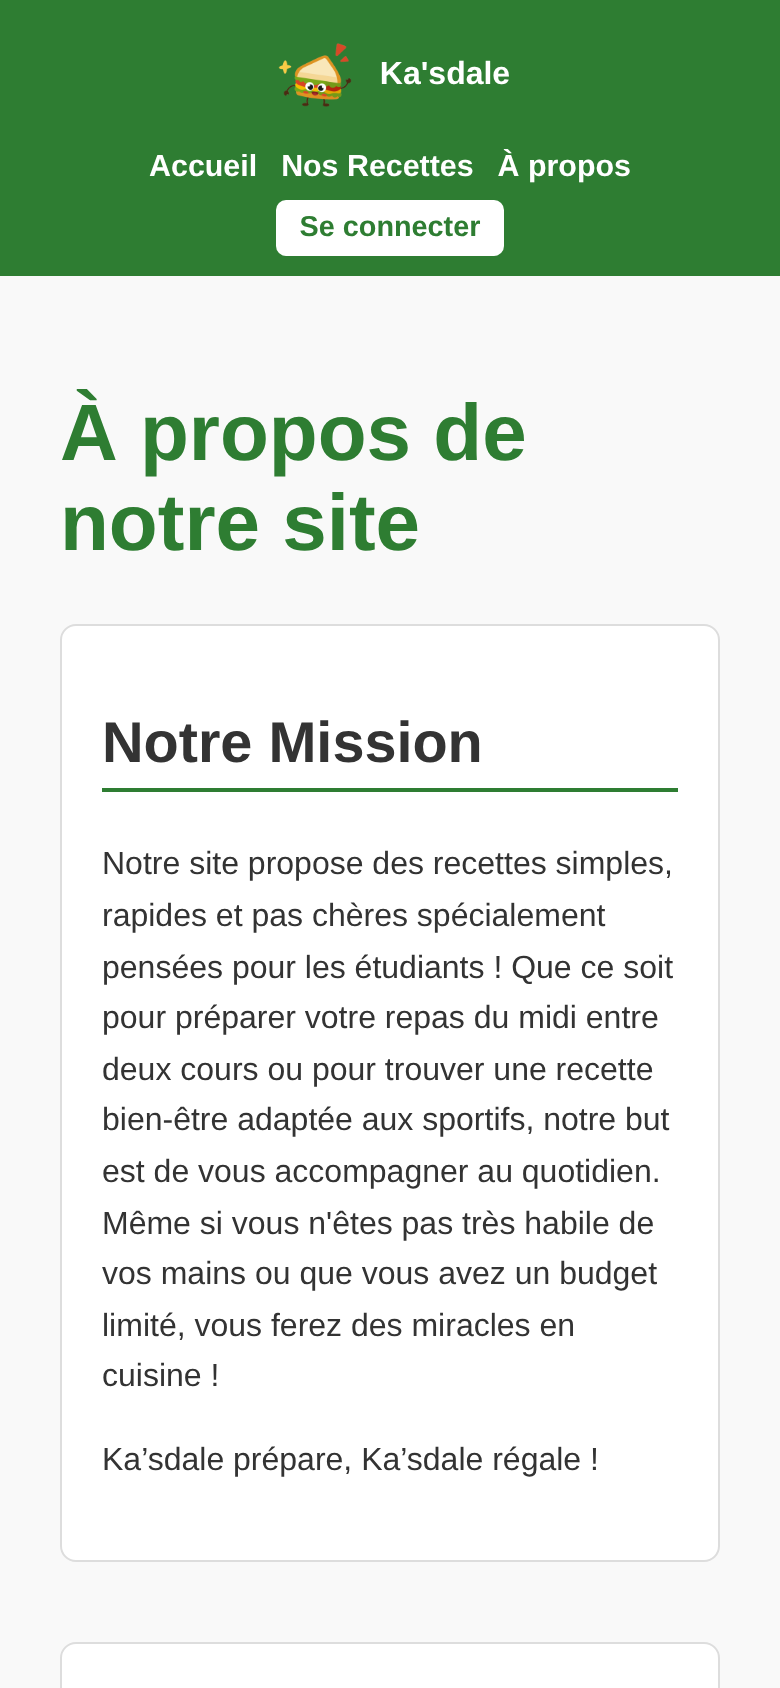 Ka'sdale
Accueil Nos Recettes À propos
Se connecter
À propos de
notre site
Notre Mission
Notre site propose des recettes simples,
rapides et pas chères spécialement
pensées pour les étudiants ! Que ce soit
pour préparer votre repas du midi entre
deux cours ou pour trouver une recette
bien-être adaptée aux sportifs, notre but
est de vous accompagner au quotidien.
Même si vous n'êtes pas très habile de
vos mains ou que vous avez un budget
limité, vous ferez des miracles en
cuisine !
Ka’sdale prépare, Ka’sdale régale !